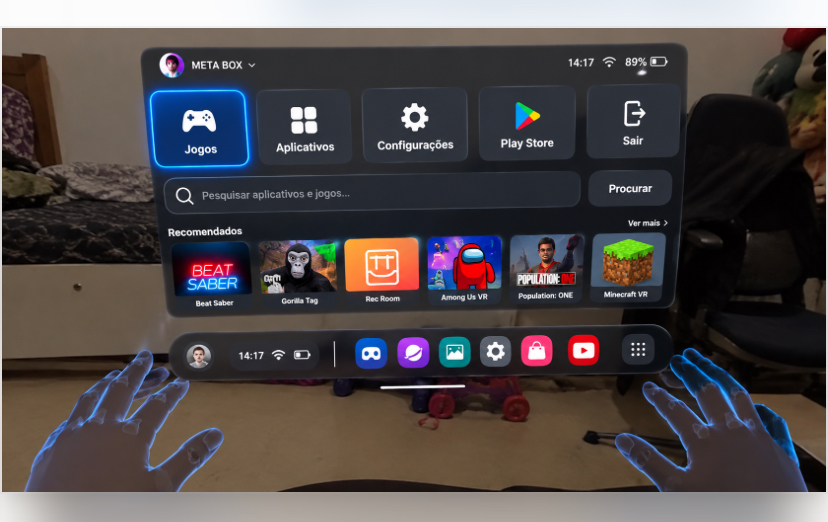 META BOX
14:17 89%
Jogos
Aplicativos
Configurações
Play Store
Sair
Pesquisar aplicativos e jogos...
Procurar
Recomendados
Ver mais >
BEAT
SABER
Beat Saber
Gorilla Tag
Rec Room
Among Us VR
POPULATION: ONE
Population: ONE
Minecraft VR
14:17